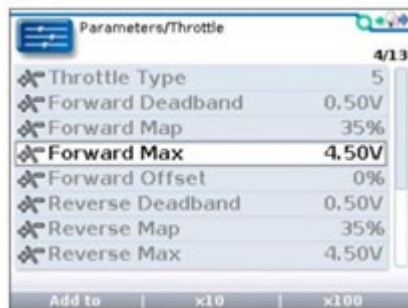 Parameters/Throttle
4/13
Throttle Type 5
Forward Deadband 0.50V
Forward Map 35%
Forward Max 4.50V
Forward Offset 0%
Reverse Deadband 0.50V
Reverse Map 35%
Reverse Max 4.50V
Add to x10 x100